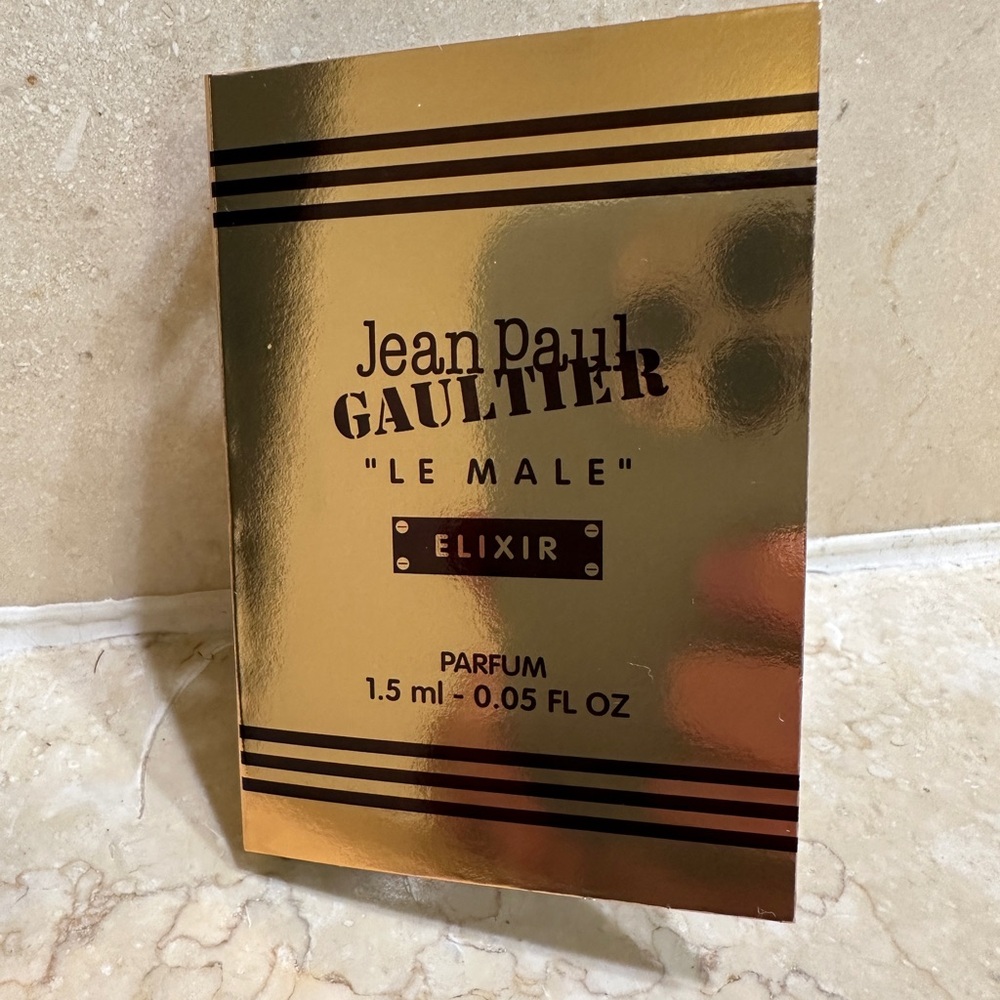 Jean Paul
GAULTIER
"LE MALE"
ELIXIR
PARFUM
1.5 ml - 0.05 FL OZ